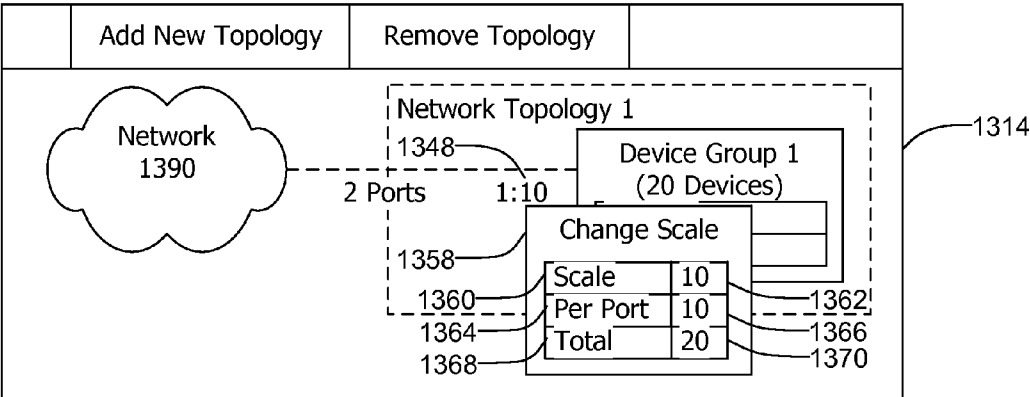 Add New Topology
Remove Topology
Network Topology 1
1314
Network
1390
1348
Device Group 1
(20 Devices)
2 Ports
1:10
Change Scale
1358
Scale 10
1360
1362
Per Port 10
1364
1366
Total 20
1368
1370